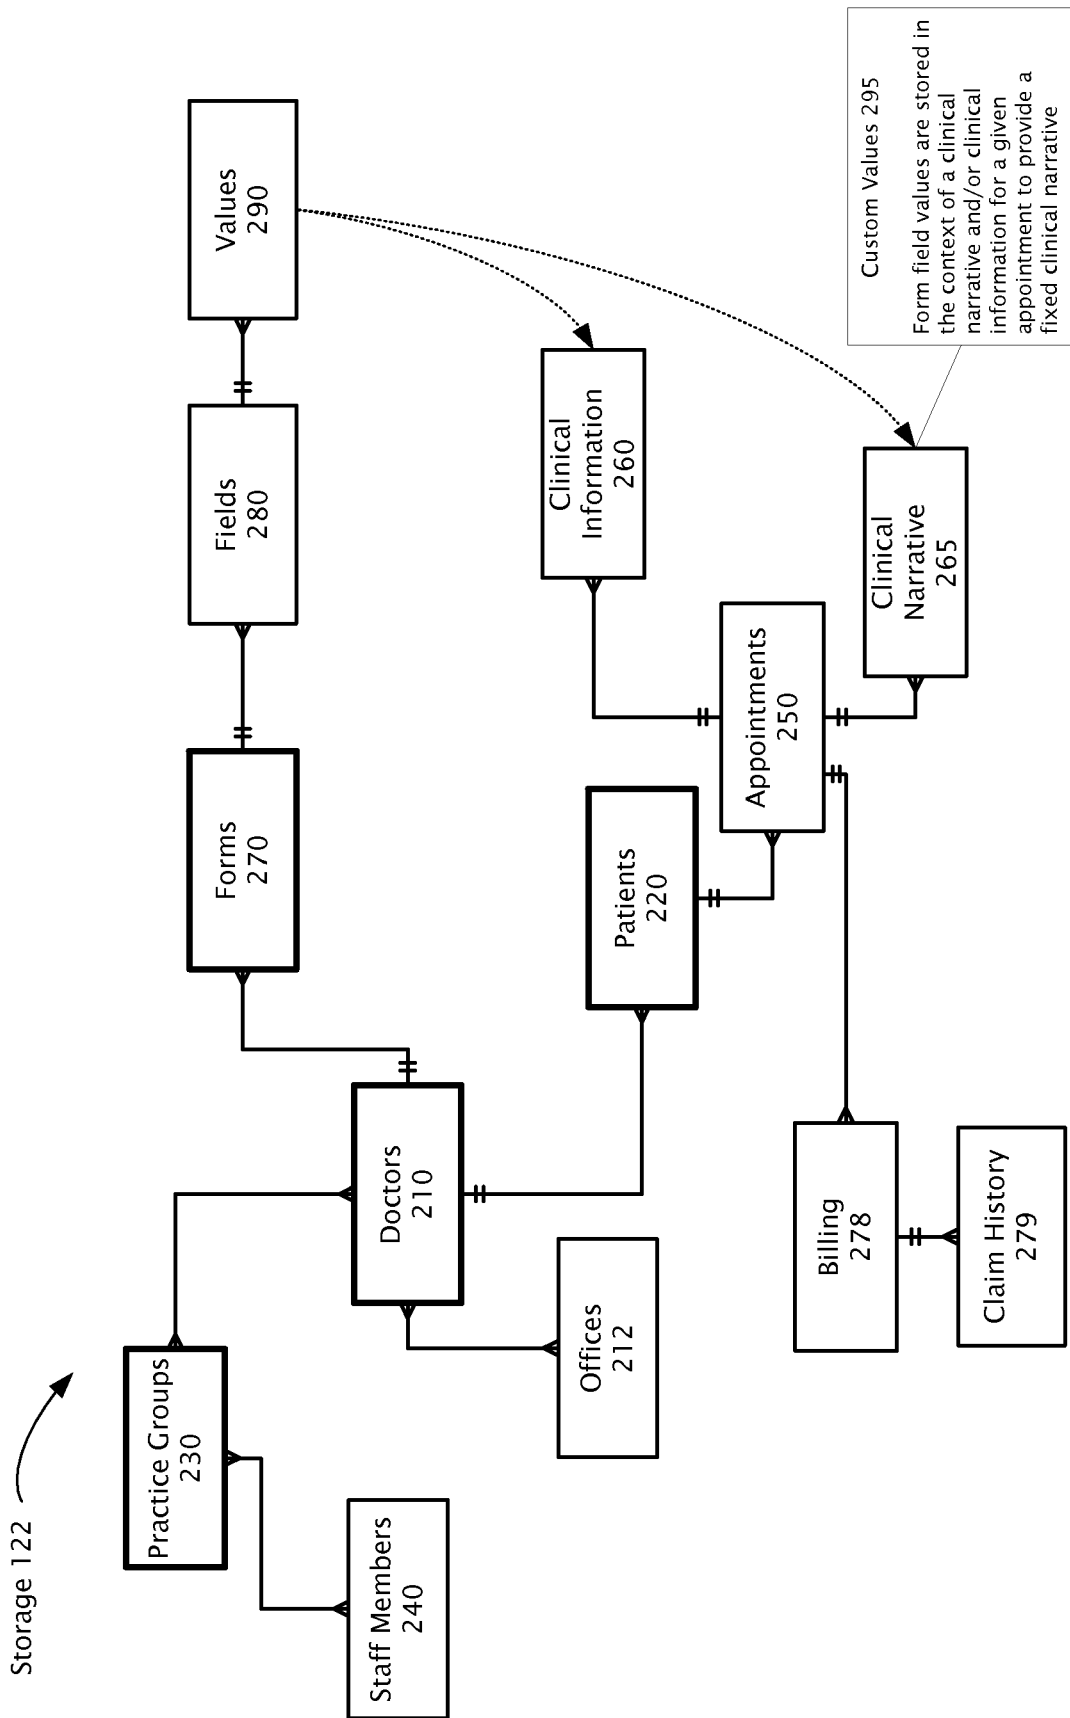 Storage 122
Practice Groups
230
Staff Members
240
Doctors
210
Offices
212
Forms
270
Fields
280
Values
290
Patients
220
Appointments
250
Clinical
Information
260
Clinical
Narrative
265
Billing
278
Claim History
279
Custom Values 295
Form field values are stored in
the context of a clinical
narrative and/or clinical
information for a given
appointment to provide a
fixed clinical narrative